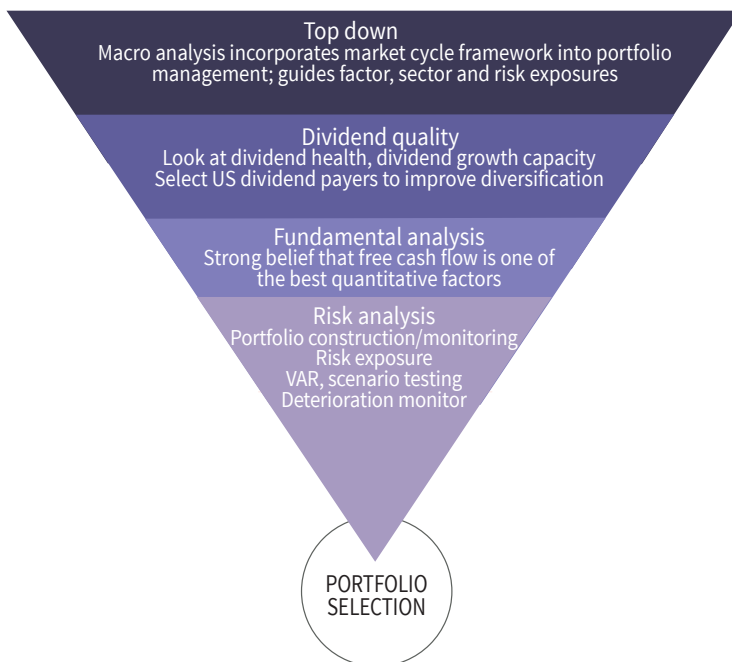 Top down
Macro analysis incorporates market cycle framework into portfolio
management; guides factor, sector and risk exposures
Dividend quality
Look at dividend health, dividend growth capacity
Select US dividend payers to improve diversification
Fundamental analysis
Strong belief that free cash flow is one of
the best quantitative factors
Risk analysis
Portfolio construction/monitoring
Risk exposure
VAR, scenario testing
Deterioration monitor
PORTFOLIO
SELECTION